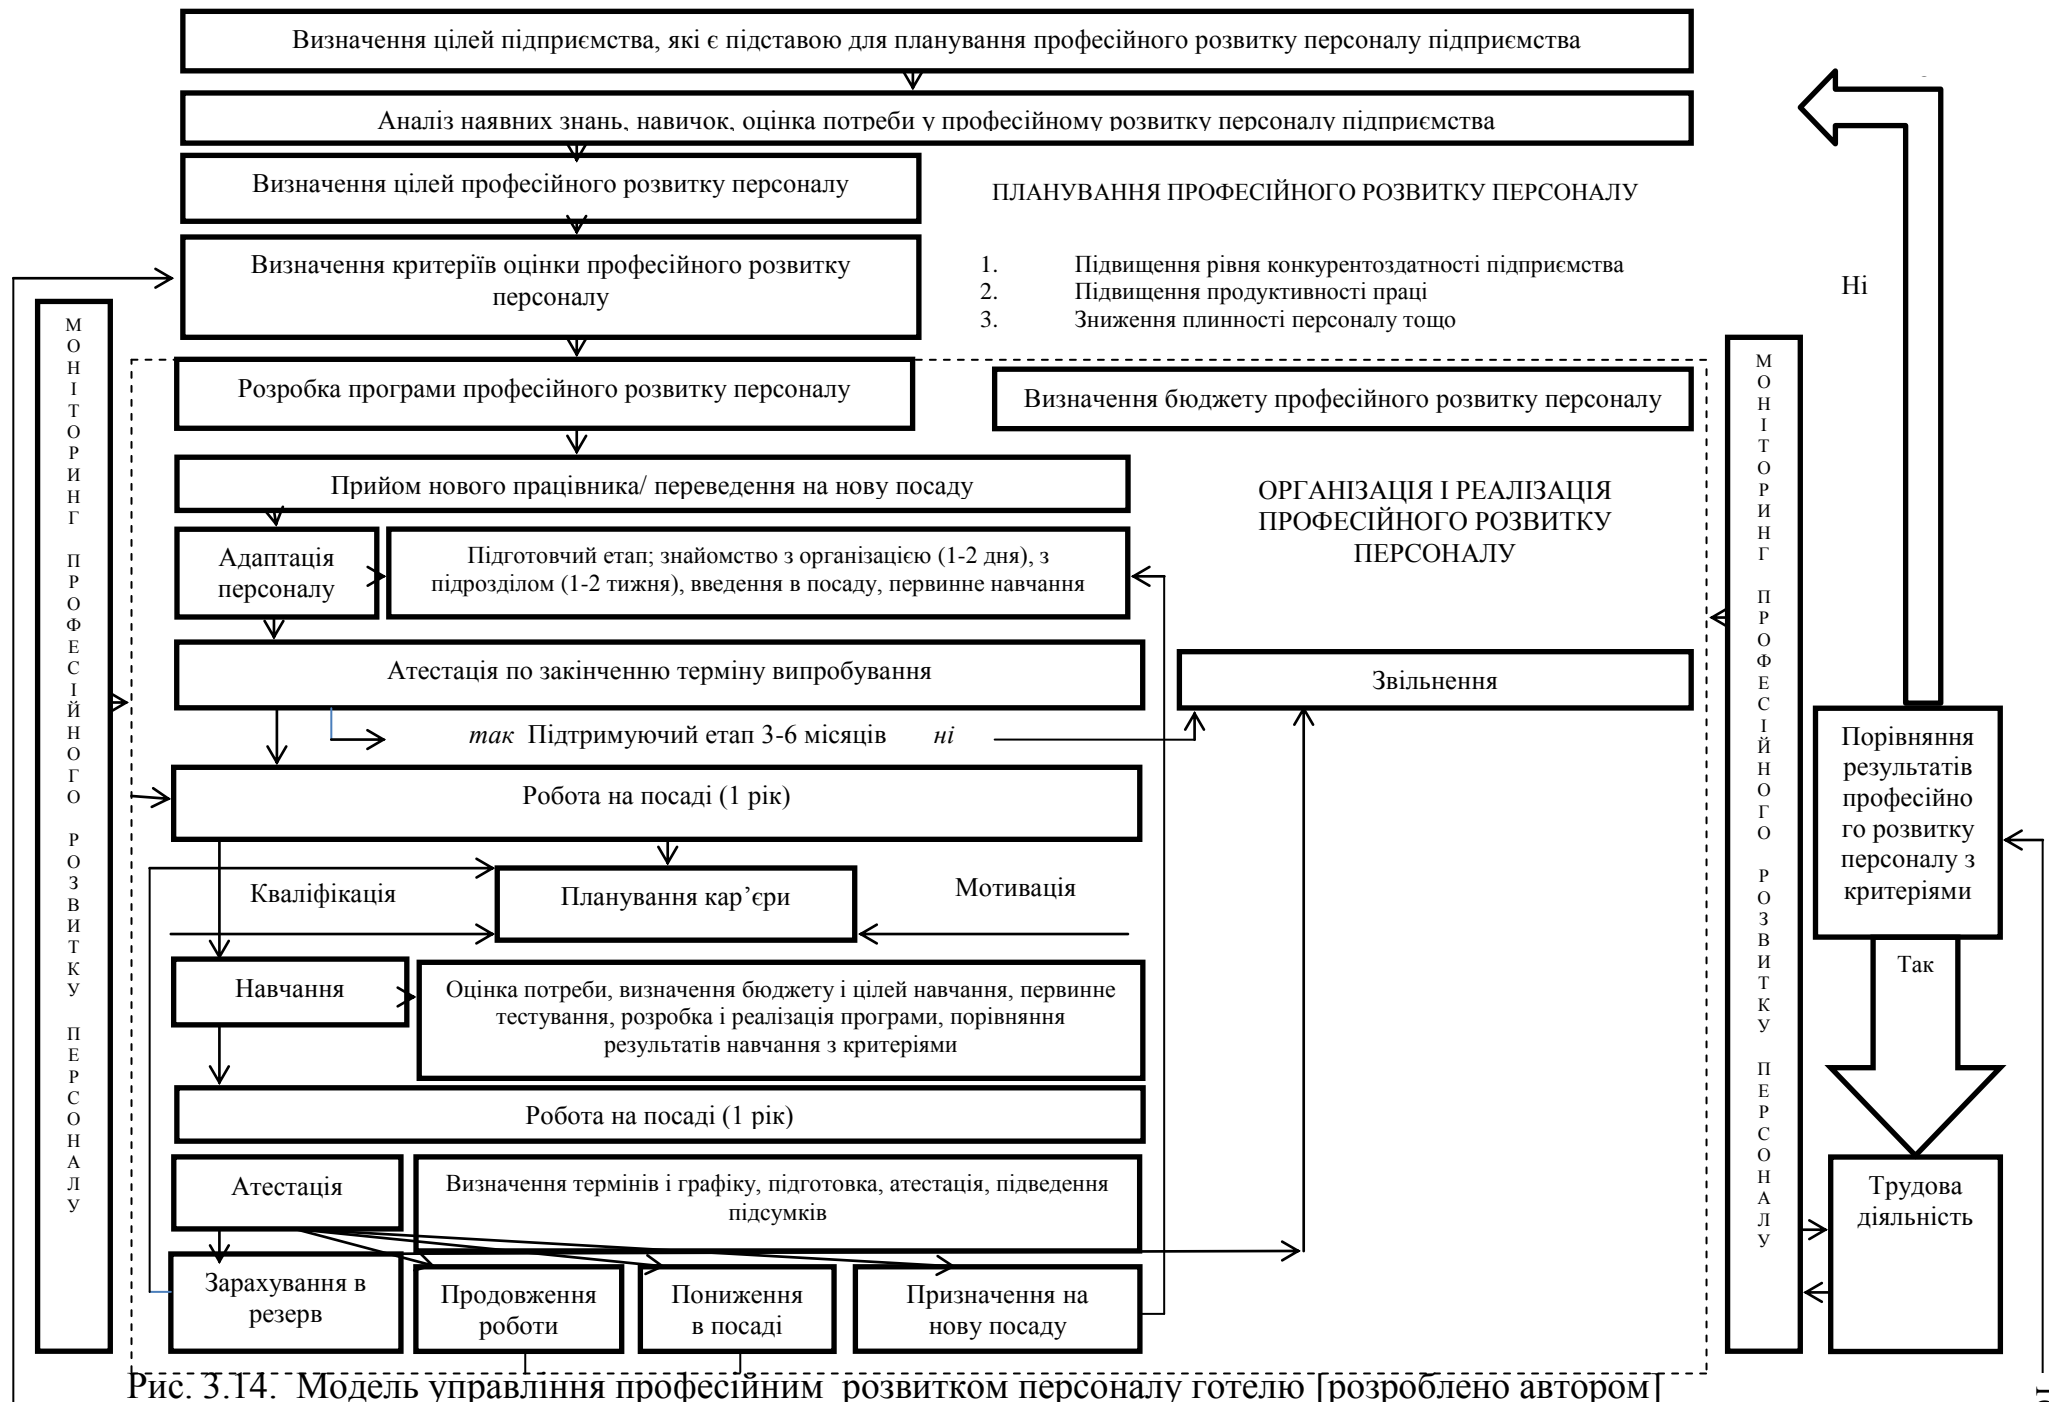 Визначення цілей підприємства, які є підставою для планування професійного розвитку персоналу підприємства
Аналіз наявних знань, навичок, оцінка потреби у професійному розвитку персоналу підприємства
Визначення цілей професійного розвитку персоналу
ПЛАНУВАННЯ ПРОФЕСІЙНОГО РОЗВИТКУ ПЕРСОНАЛУ
Визначення критеріїв оцінки професійного розвитку
персоналу
1. Підвищення рівня конкурентоздатності підприємства
2. Підвищення продуктивності праці
3. Зниження плинності персоналу тощо
Ні
МОНІТОРИНГ ПРОФЕСІЙНОГО РОЗВИТКУ ПЕРСОНАЛУ
Розробка програми професійного розвитку персоналу
Визначення бюджету професійного розвитку персоналу
МОНІТОРИНГ ПРОФЕСІЙНОГО РОЗВИТКУ ПЕРСОНАЛУ
Прийом нового працівника/ переведення на нову посаду
ОРГАНІЗАЦІЯ І РЕАЛІЗАЦІЯ
ПРОФЕСІЙНОГО РОЗВИТКУ
ПЕРСОНАЛУ
Адаптація
персоналу
Підготовчий етап; знайомство з організацією (1-2 дня), з
підрозділом (1-2 тижня), введення в посаду, первинне навчання
Атестація по закінченню терміну випробування
Звільнення
так Підтримуючий етап 3-6 місяців ні
Порівняння
результатів
професійно
го розвитку
персоналу з
критеріями
Робота на посаді (1 рік)
Кваліфікація
Планування кар’єри
Мотивація
Так
Навчання
Оцінка потреби, визначення бюджету і цілей навчання, первинне
тестування, розробка і реалізація програми, порівняння
результатів навчання з критеріями
Робота на посаді (1 рік)
Атестація
Визначення термінів і графіку, підготовка, атестація, підведення
підсумків
Трудова
діяльність
Зарахування в
резерв
Продовження
роботи
Пониження
в посаді
Призначення на
нову посаду
Рис. 3.14. Модель управління професійним розвитком персоналу готелю [розроблено автором]